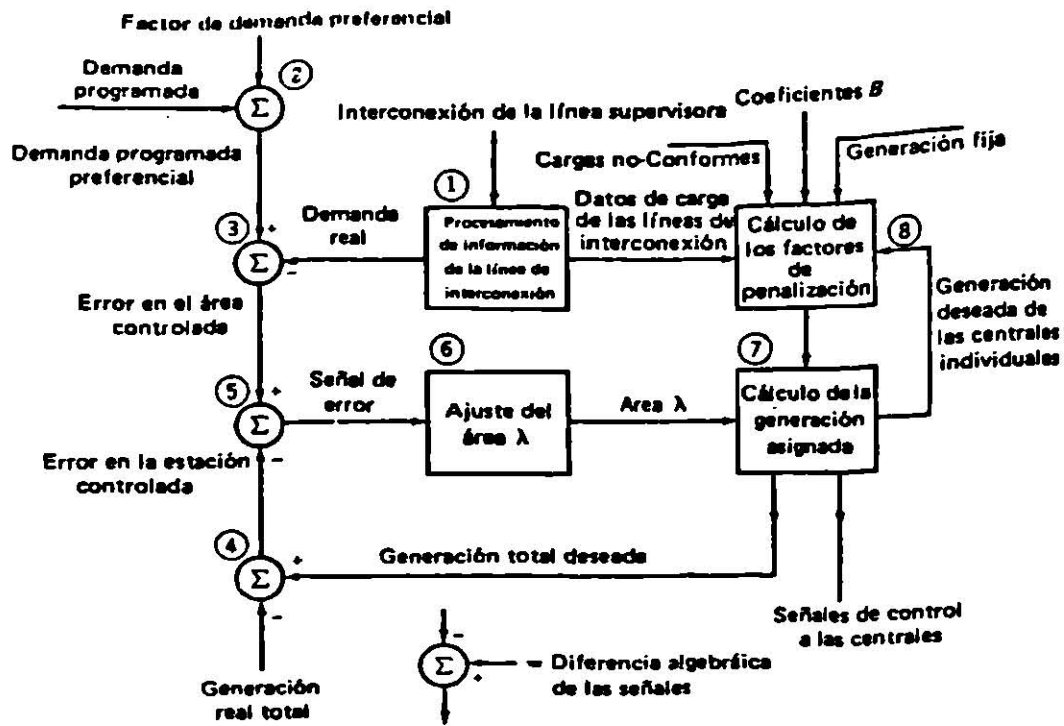 Factor de demanda preferencial
②
Demanda
programada
Σ
Demanda programada
preferencial
Interconexión de la línea supervisora
Coeficientes B
Cargas no-Conformes
Generación fija
①
Procesamiento
de información
de la línea de
interconexión
Demanda
real
Datos de carga
de las líneas de
interconexión
Cálculo de
los factores
de
penalización
⑧
③
+
Σ
−
Error en el área
controlada
Generación
deseada de
las centrales
individuales
⑤
+
Σ
−
Señal de
error
⑥
Ajuste del
área λ
Area λ
⑦
Cálculo de la
generación
asignada
Error en la estación
controlada
④
+
Σ
−
Generación total deseada
Señales de control
a las centrales
Generación
real total
−
Σ
+
= Diferencia algebráica
de las señales